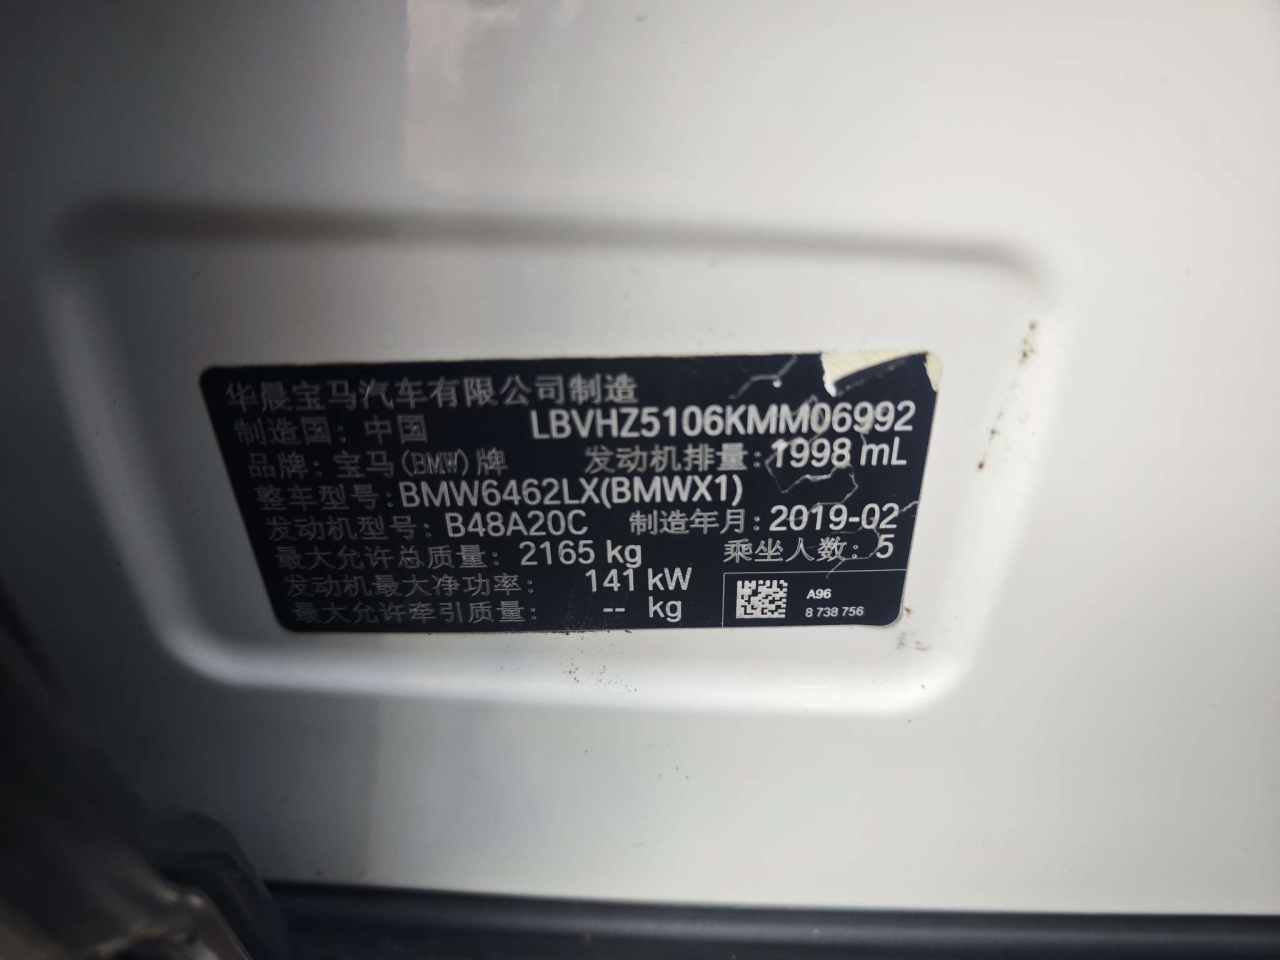 华晨宝马汽车有限公司制造
制造国：中国 LBVHZ5106KMM06992
品牌：宝马(BMW)牌 发动机排量：1998 mL
整车型号：BMW6462LX(BMWX1)
发动机型号：B48A20C 制造年月：2019-02
最大允许总质量：2165 kg 乘坐人数：5
发动机最大净功率：141 kW
最大允许牵引质量：-- kg
A96
8 738 756